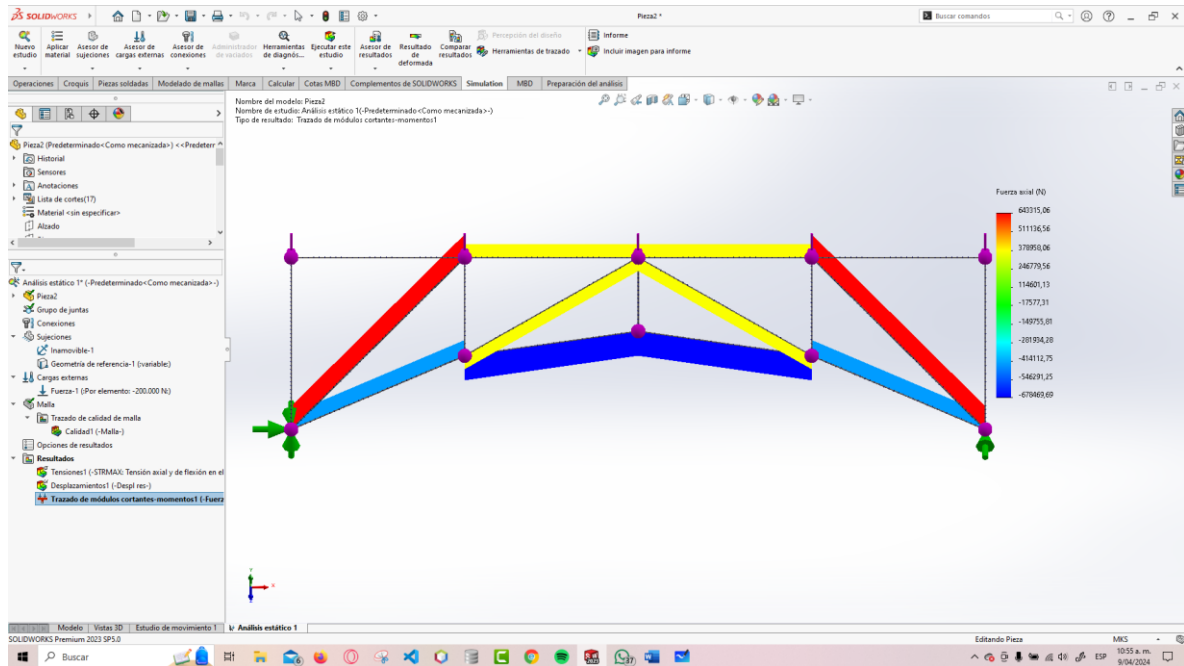 SOLIDWORKS
Pieza2 *
Buscar comandos
Nuevo estudio
Aplicar material
Asesor de sujeciones
Asesor de cargas externas
Asesor de conexiones
Administrador de vaciados
Herramientas de diagnós...
Ejecutar este estudio
Asesor de resultados
Resultado de deformada
Comparar resultados
Percepción del diseño
Herramientas de trazado
Informe
Incluir imagen para informe
Operaciones Croquis Piezas soldadas Modelado de mallas Marca Calcular Cotas MBD Complementos de SOLIDWORKS Simulation MBD Preparación del análisis
Nombre del modelo: Pieza2
Nombre de estudio: Análisis estático 1(-Predeterminado<Como mecanizada>-)
Tipo de resultado: Trazado de módulos cortantes-momentos1
Pieza2 (Predeterminado<Como mecanizada>) <<Predeterr
Historial
Sensores
Anotaciones
Lista de cortes(17)
Material <sin especificar>
Alzado
Análisis estático 1* (-Predeterminado<Como mecanizada>-)
Pieza2
Grupo de juntas
Conexiones
Sujeciones
Inamovible-1
Geometría de referencia-1 (variable:)
Cargas externas
Fuerza-1 (:Por elemento: -200.000 N:)
Malla
Trazado de calidad de malla
Calidad1 (-Malla-)
Opciones de resultados
Resultados
Tensiones1 (-STRMAX: Tensión axial y de flexión en el
Desplazamientos1 (-Despl res-)
Trazado de módulos cortantes-momentos1 (-Fuerz
Fuerza axial (N)
643315,06
511136,56
378958,06
246779,56
114601,13
-17577,31
-149755,81
-281934,28
-414112,75
-546291,25
-678469,69
Modelo Vistas 3D Estudio de movimiento 1 Análisis estático 1
SOLIDWORKS Premium 2023 SP5.0
Editando Pieza
MKS
Buscar
ESP
10:55 a. m.
9/04/2024